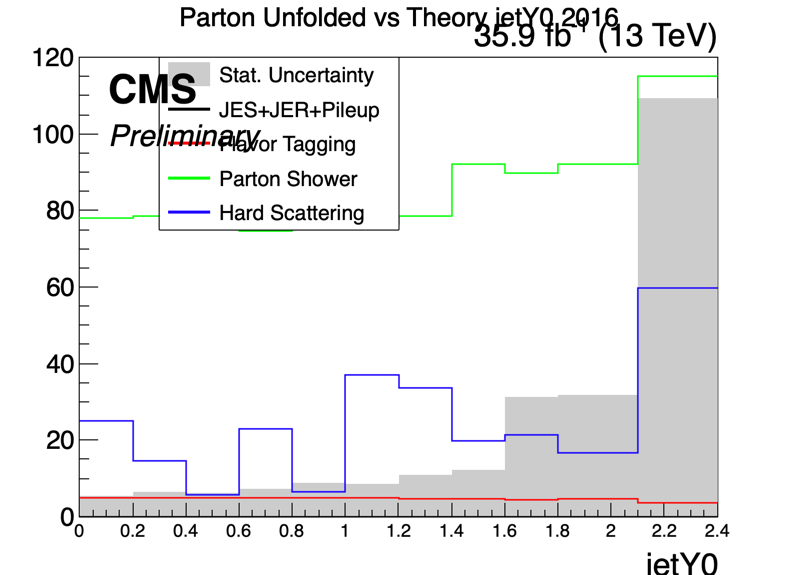 Parton Unfolded vs Theory jetY0 2016
35.9 fb⁻¹ (13 TeV)
CMS
Preliminary
Stat. Uncertainty
JES+JER+Pileup
Flavor Tagging
Parton Shower
Hard Scattering
120
100
80
60
40
20
0
0 0.2 0.4 0.6 0.8 1 1.2 1.4 1.6 1.8 2 2.2 2.4
jetY0